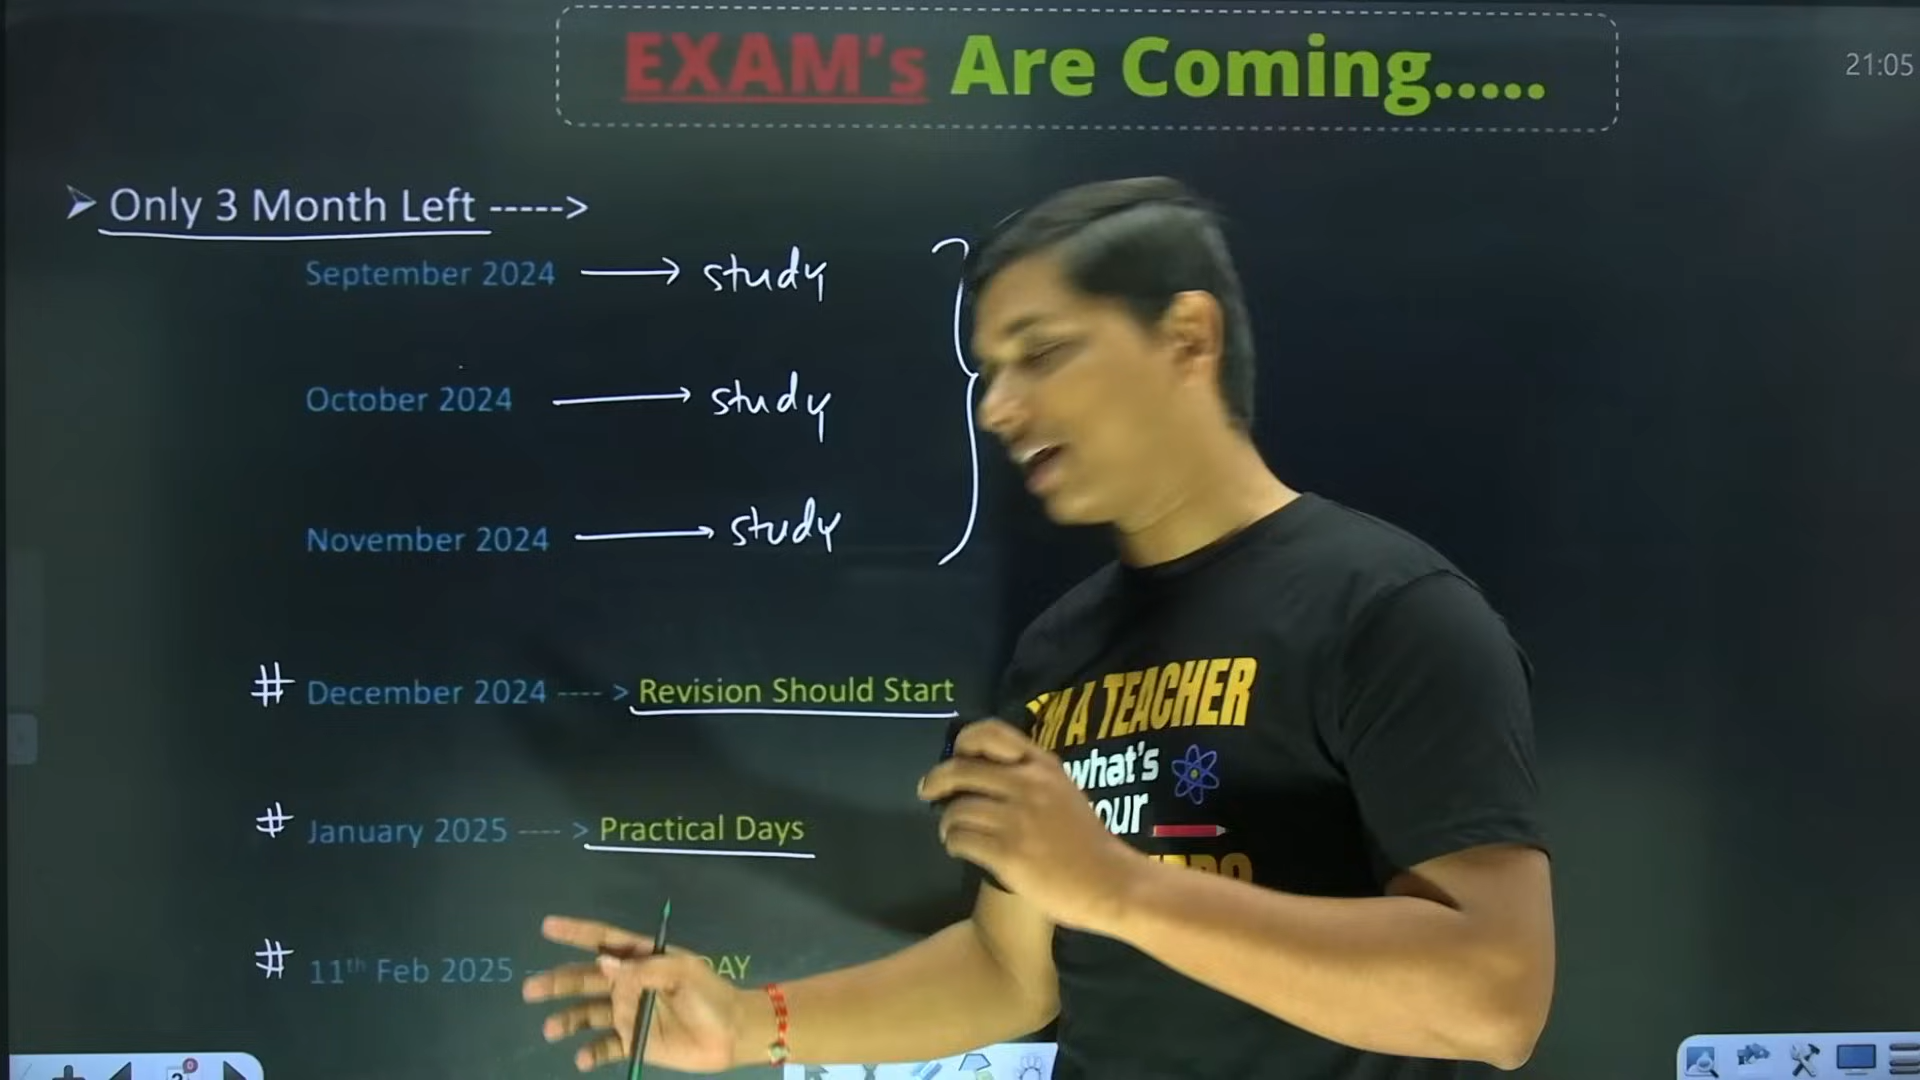 EXAM's Are Coming.....
21:05
Only 3 Month Left ----->
September 2024 study
October 2024 study
November 2024 study
# December 2024 ---- > Revision Should Start
# January 2025 ---- > Practical Days
# 11th Feb 2025 DAY
A TEACHER
what's